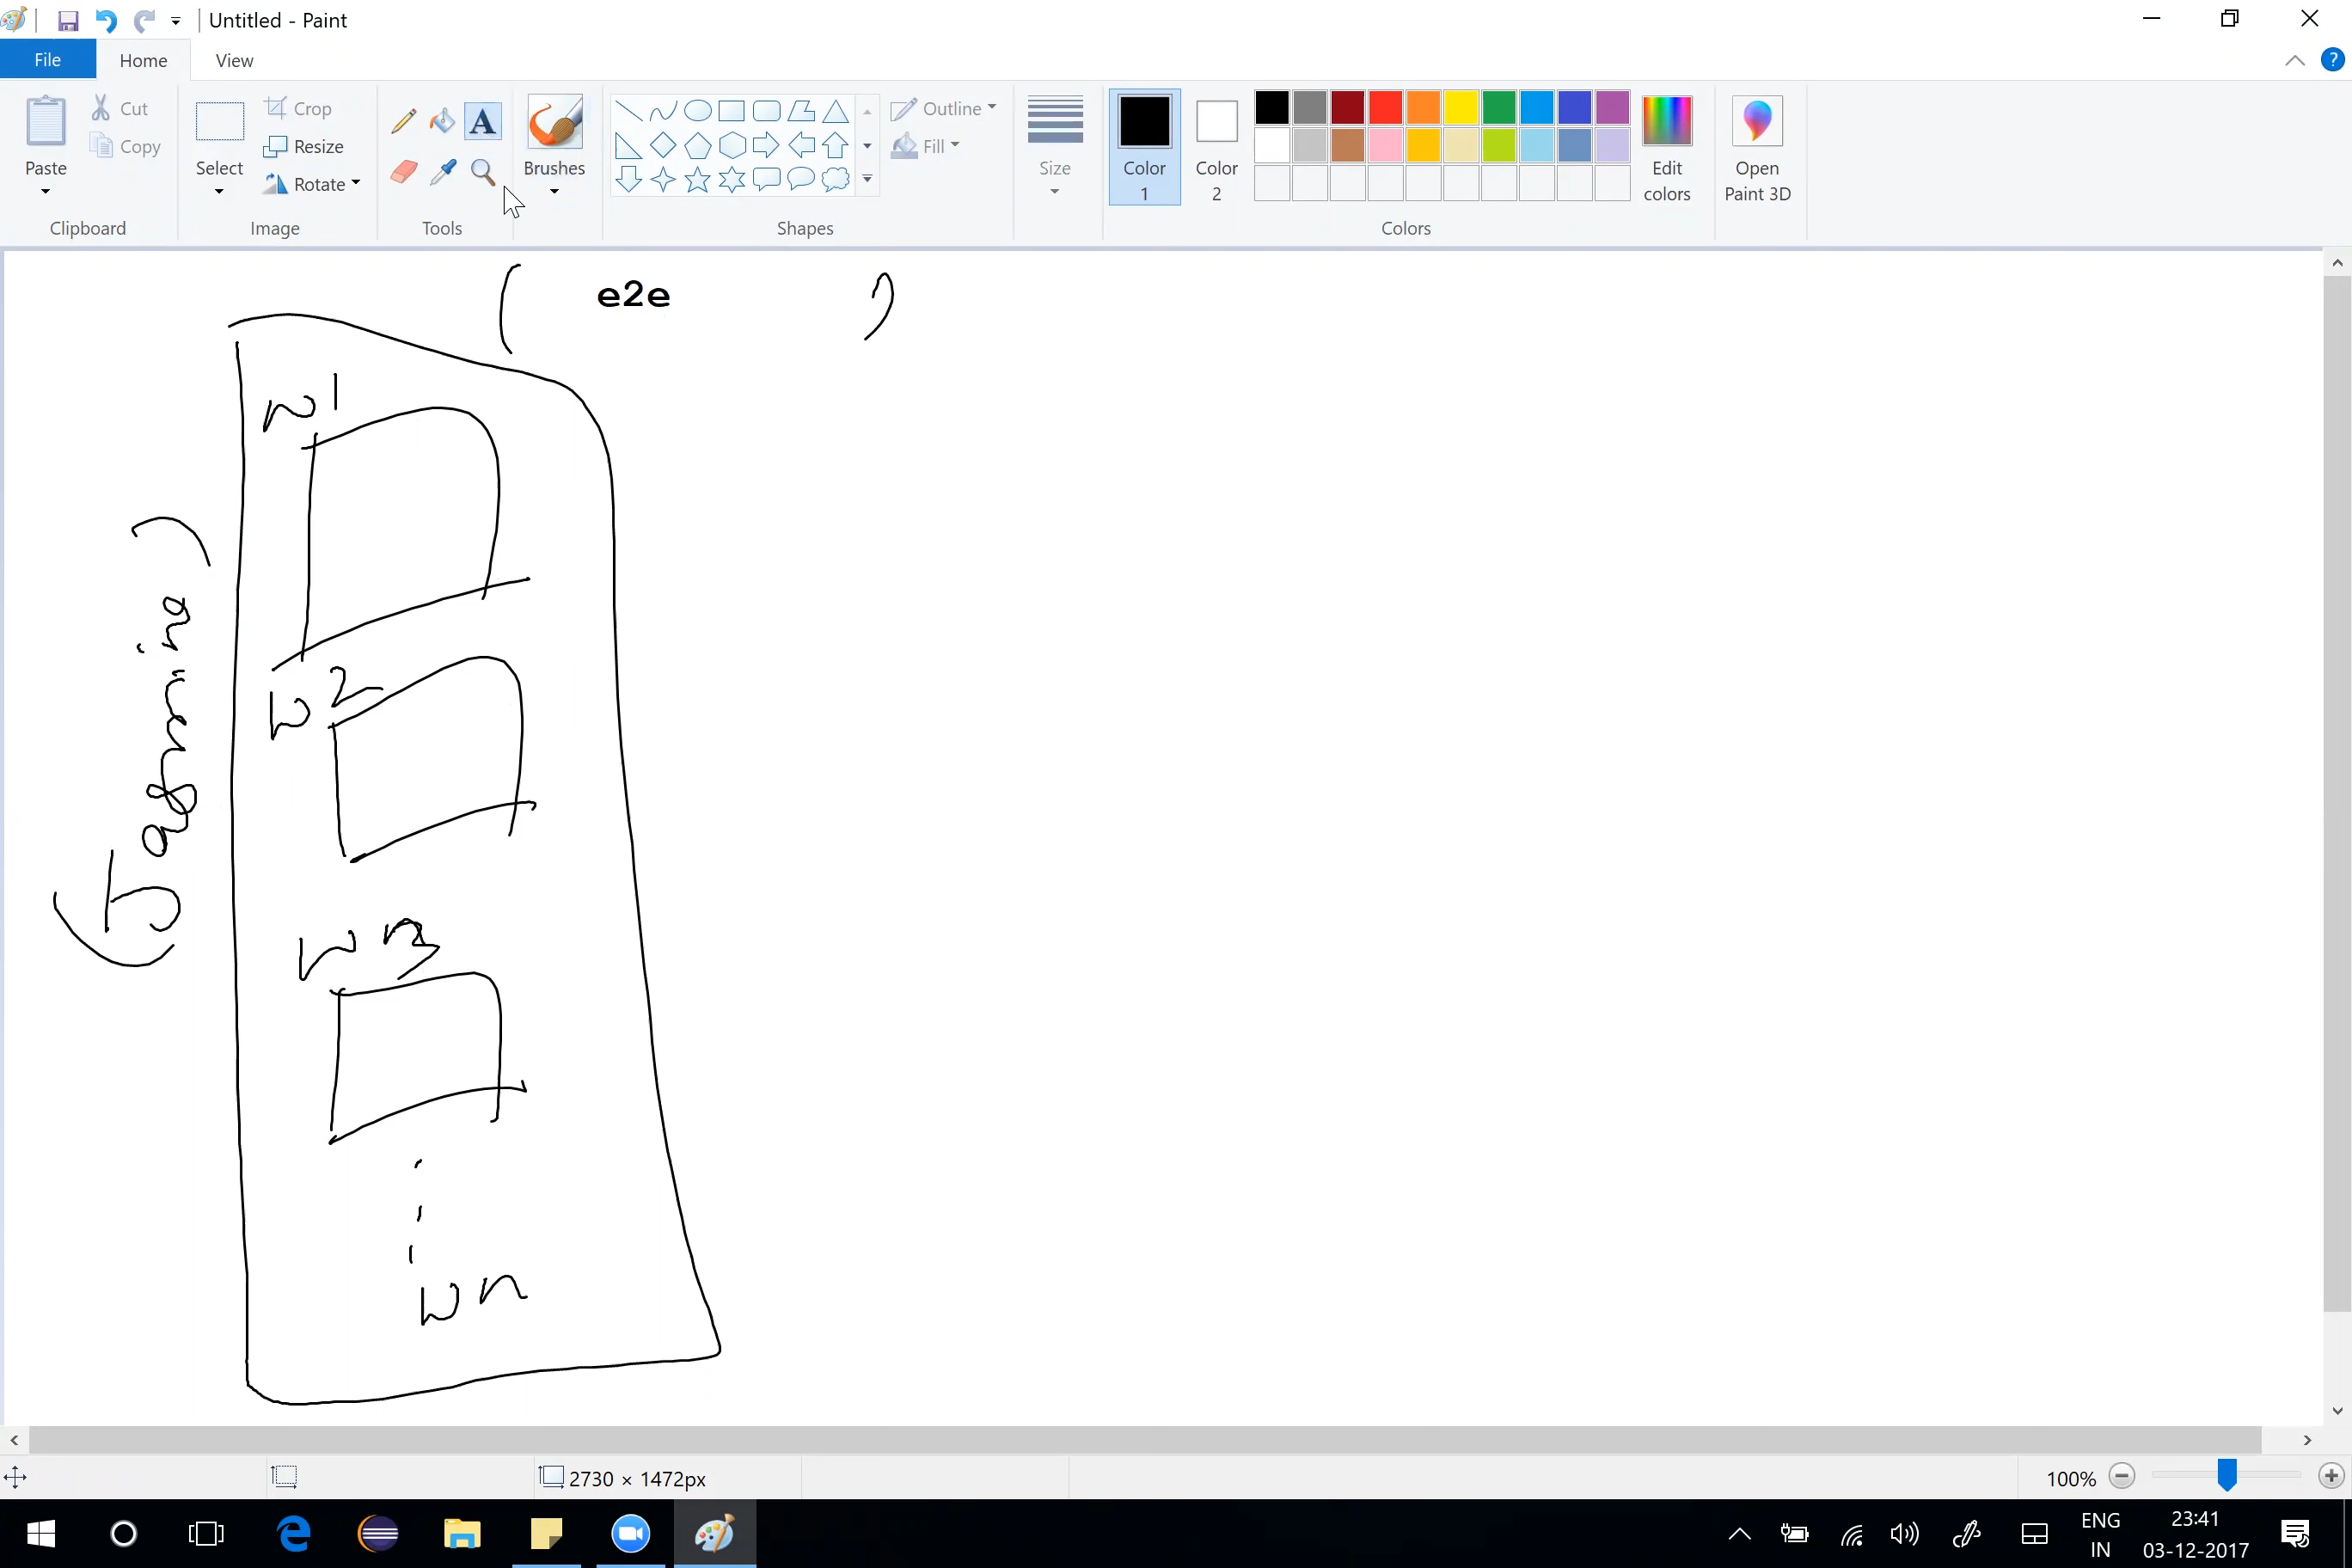 Untitled - Paint
File
Home
View
Paste
Cut
Copy
Clipboard
Select
Crop
Resize
Rotate
Image
A
Tools
Brushes
Shapes
Outline
Fill
Size
Color 1
Color 2
Colors
Edit colors
Open Paint 3D
?
( e2e )
w1
w2
w3
wn
2730 × 1472px
100%
ENG
IN
23:41
03-12-2017